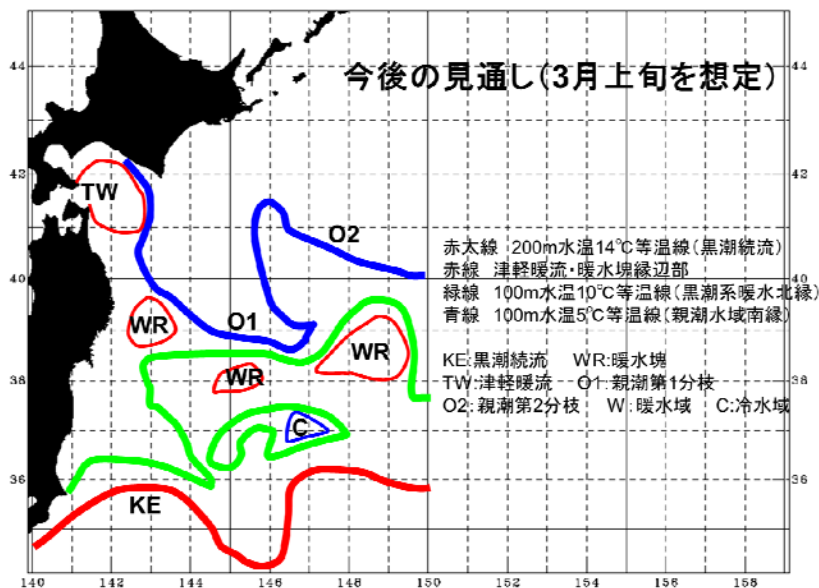 今後の見通し(3月上旬を想定)
44
44
42
TW
42
O2
赤太線 200m水温14℃等温線(黒潮続流)
赤線 津軽暖流・暖水塊縁辺部
緑線 100m水温10℃等温線(黒潮系暖水北縁)
青線 100m水温5℃等温線(親潮水域南縁)
40
40
WR
O1
WR
WR
KE:黒潮続流 WR:暖水塊
TW:津軽暖流 O1:親潮第1分枝
O2:親潮第2分枝 W:暖水域 C:冷水域
38
38
C
36
36
KE
140 142 144 146 148 150 152 154 156 158